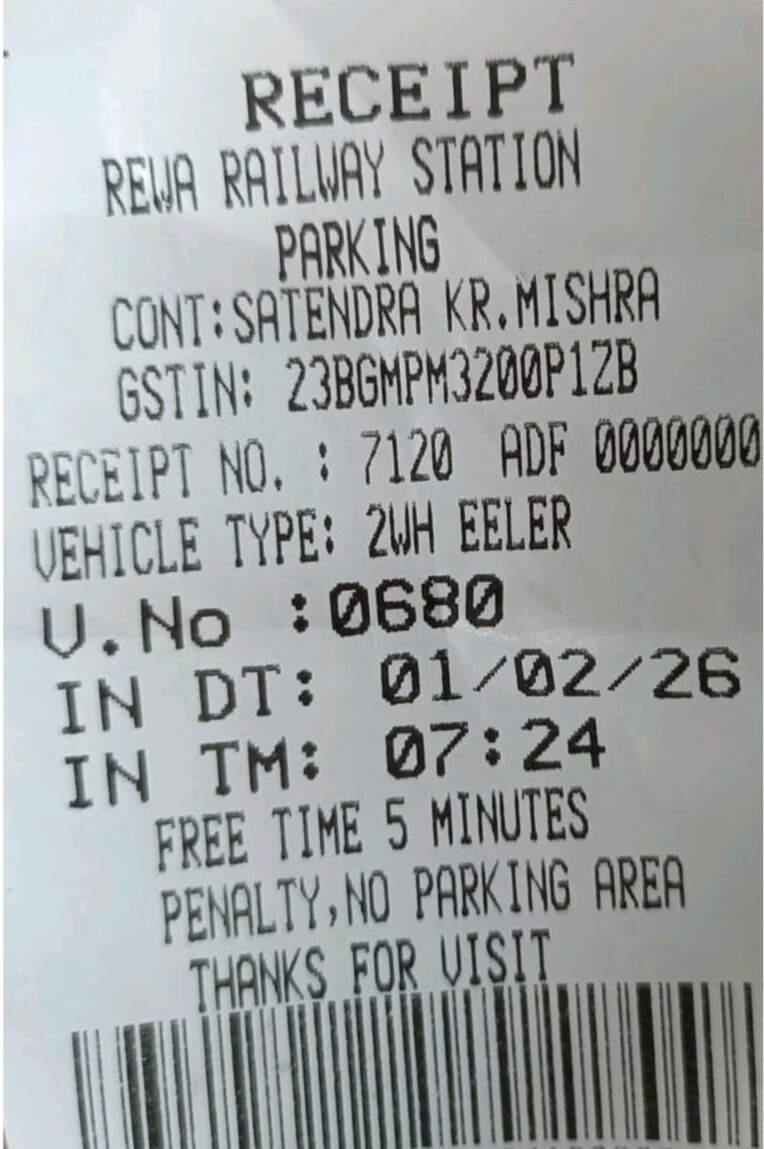 RECEIPT
REWA RAILWAY STATION
PARKING
CONT:SATENDRA KR.MISHRA
GSTIN: 23BGMPM3200P1ZB
RECEIPT NO. : 7120 ADF 0000000
VEHICLE TYPE: 2WH EELER
V.No :0680
IN DT: 01/02/26
IN TM: 07:24
FREE TIME 5 MINUTES
PENALTY,NO PARKING AREA
THANKS FOR VISIT